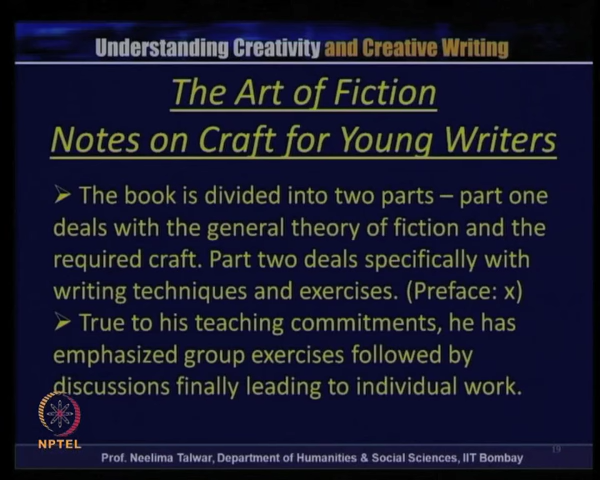 Understanding Creativity and Creative Writing
The Art of Fiction
Notes on Craft for Young Writers
➢ The book is divided into two parts – part one
deals with the general theory of fiction and the
required craft. Part two deals specifically with
writing techniques and exercises. (Preface: x)
➢ True to his teaching commitments, he has
emphasized group exercises followed by
discussions finally leading to individual work.
NPTEL
Prof. Neelima Talwar, Department of Humanities & Social Sciences, IIT Bombay
19